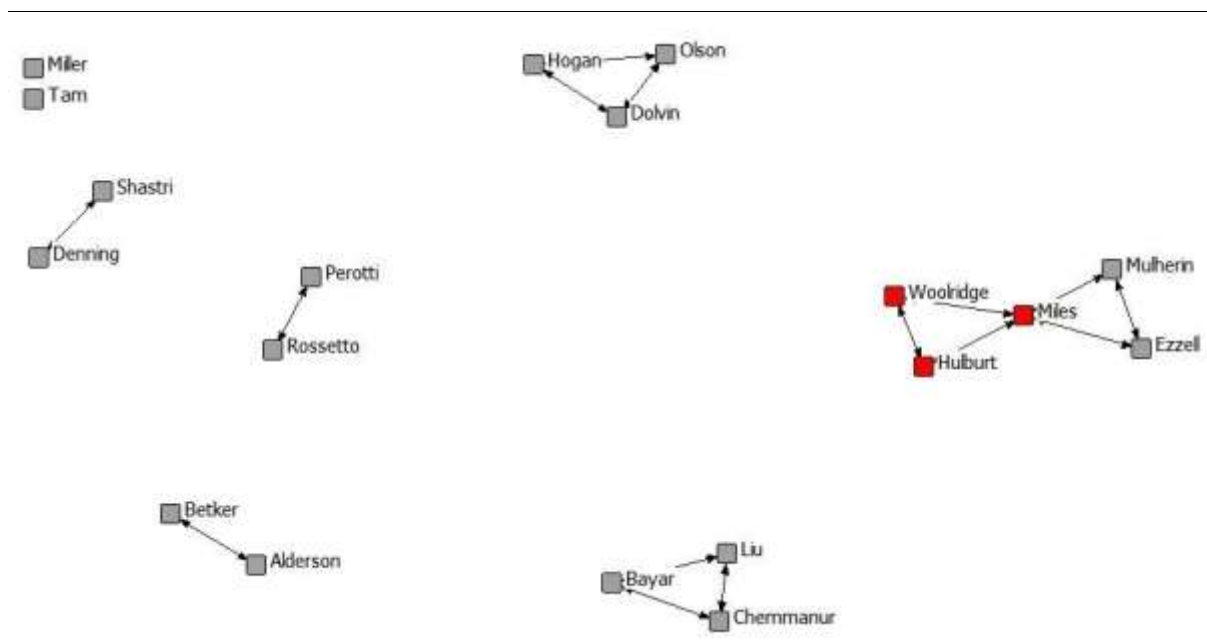 Miller
Tam
Hogan
Olson
Dolvin
Shastri
Denning
Perotti
Rossetto
Mulherin
Woolridge
Miles
Ezzell
Hulburt
Betker
Alderson
Liu
Bayar
Chemmanur